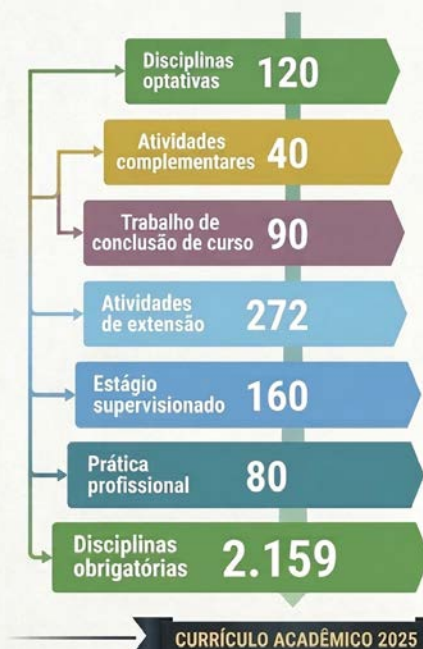 Disciplinas
optativas 120
Atividades
complementares 40
Trabalho de
conclusão de curso 90
Atividades
de extensão 272
Estágio
supervisionado 160
Prática
profissional 80
Disciplinas
obrigatórias 2.159
CURRÍCULO ACADÊMICO 2025